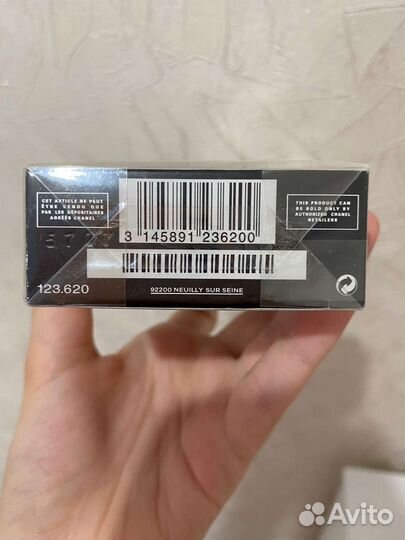 CET ARTICLE NE PEUT
ÊTRE VENDU QUE
PAR LES DÉPOSITAIRES
AGRÉÉS CHANEL
THIS PRODUCT CAN
BE SOLD ONLY BY
AUTHORIZED CHANEL
RETAILERS
3 145891 236200
123.620
92200 NEUILLY SUR SEINE
Avito